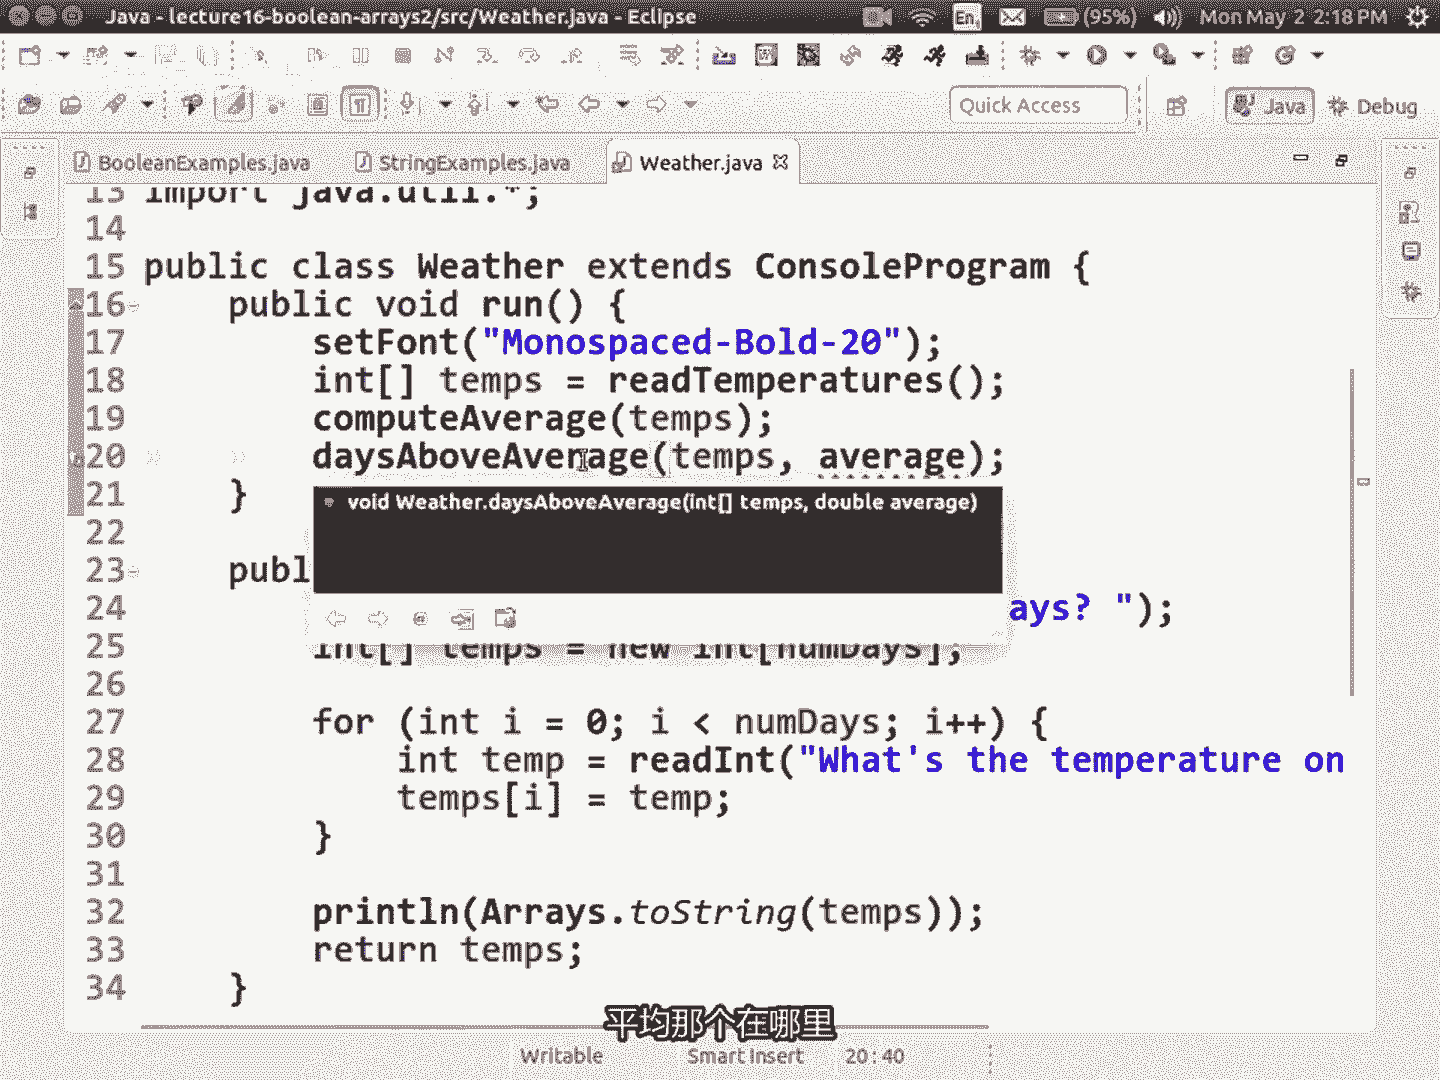 Java - lecture16-boolean-arrays2/src/Weather.java - Eclipse
En
(95%)
Mon May 2 2:18 PM
Quick Access
Java
Debug
BooleanExamples.java
StringExamples.java
Weather.java
13 import java.util.*;
14
15 public class Weather extends ConsoleProgram {
16 public void run() {
17 setFont("Monospaced-Bold-20");
18 int[] temps = readTemperatures();
19 computeAverage(temps);
20 daysAboveAverage(temps, average);
21 }
void Weather.daysAboveAverage(int[] temps, double average)
22
23 publ
24 ays? ");
25 int[] temps = new int[numDays];
26
27 for (int i = 0; i < numDays; i++) {
28 int temp = readInt("What's the temperature on
29 temps[i] = temp;
30 }
31
32 println(Arrays.toString(temps));
33 return temps;
34 }
平均那个在哪里
Writable
Smart Insert
20 : 40